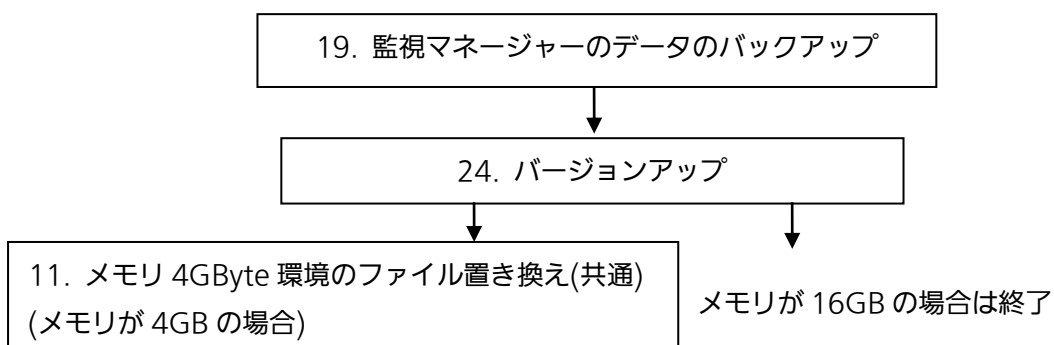 19. 監視マネージャーのデータのバックアップ
24. バージョンアップ
11. メモリ 4GByte 環境のファイル置き換え(共通)
(メモリが 4GB の場合)
メモリが 16GB の場合は終了